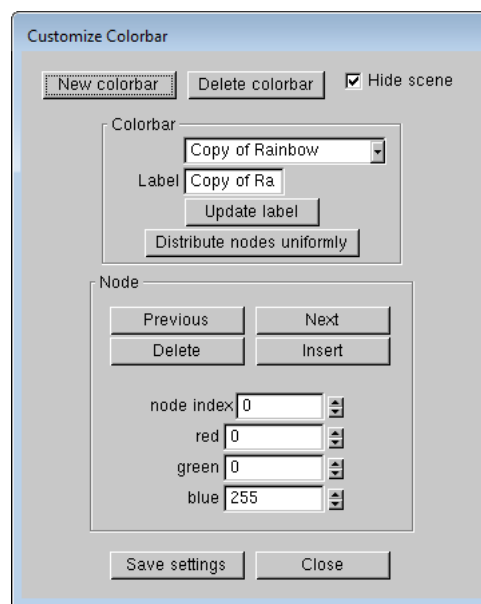 Customize Colorbar
New colorbar Delete colorbar Hide scene
Colorbar
Copy of Rainbow
Label Copy of Ra
Update label
Distribute nodes uniformly
Node
Previous Next
Delete Insert
node index 0
red 0
green 0
blue 255
Save settings Close